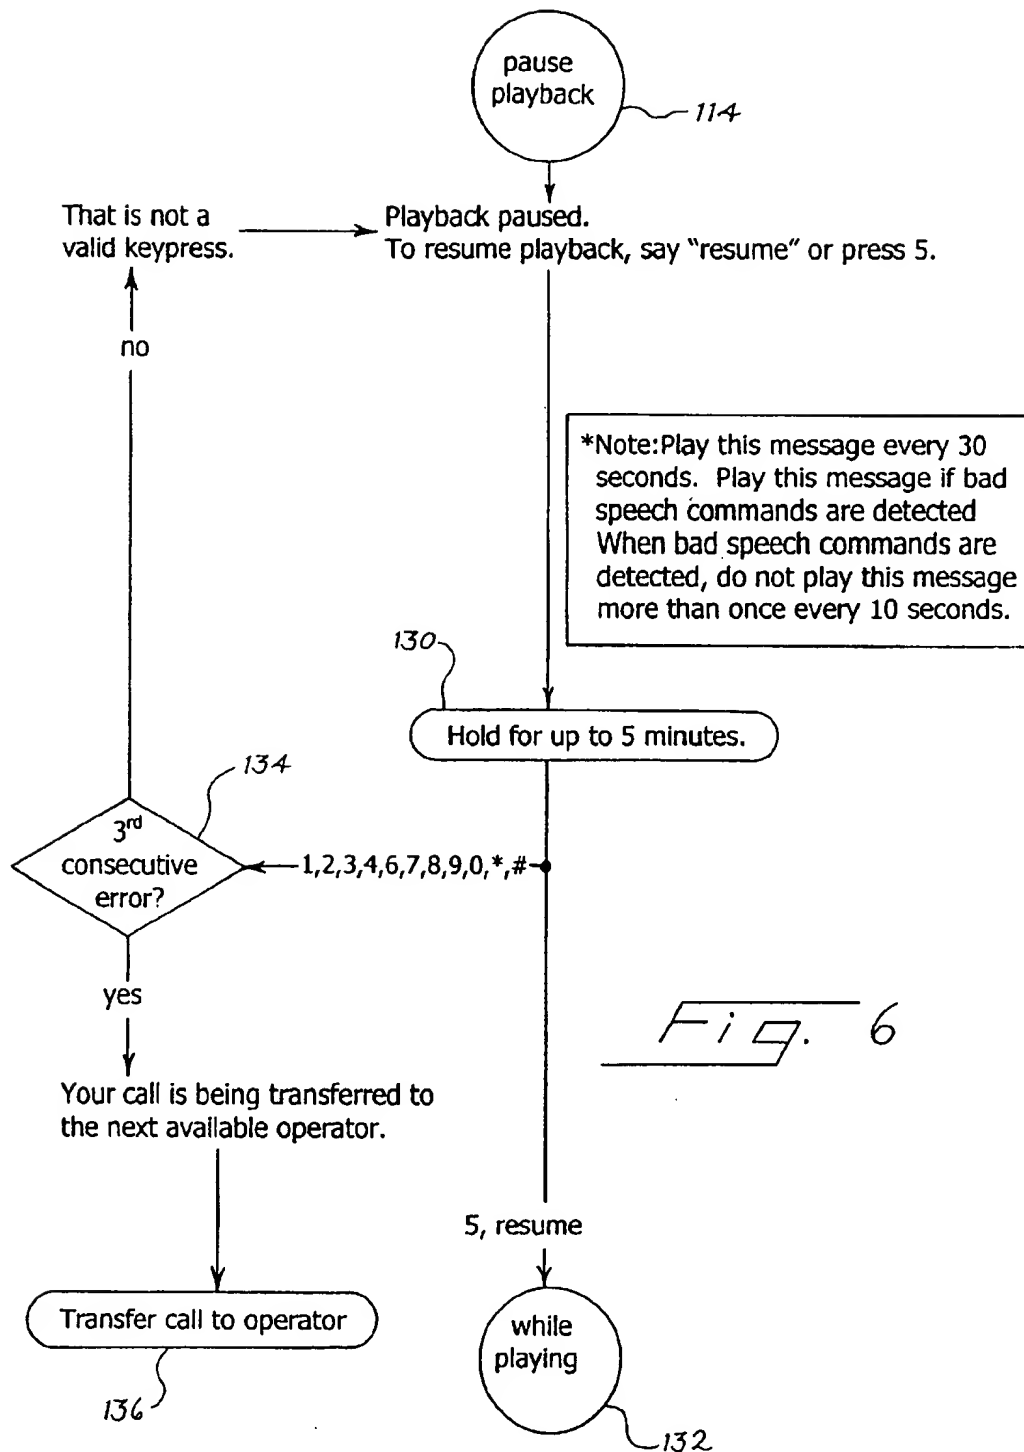 pause
playback
114
That is not a
valid keypress.
Playback paused.
To resume playback, say "resume" or press 5.
no
*Note:Play this message every 30
seconds. Play this message if bad
speech commands are detected
When bad speech commands are
detected, do not play this message
more than once every 10 seconds.
130
Hold for up to 5 minutes.
134
3rd
consecutive
error?
1,2,3,4,6,7,8,9,0,*,#
yes
Fig. 6
Your call is being transferred to
the next available operator.
5, resume
Transfer call to operator
while
playing
136
132